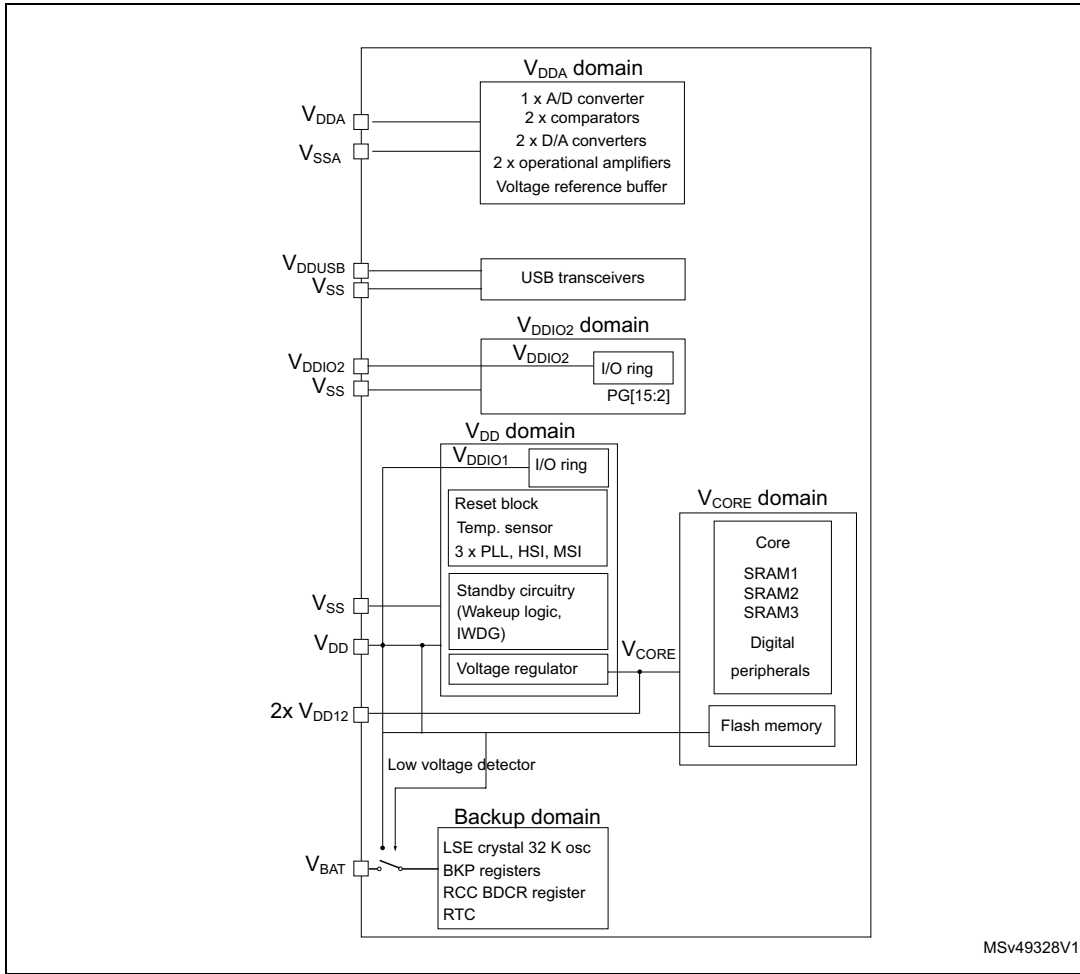 VDDA domain
1 x A/D converter
2 x comparators
2 x D/A converters
2 x operational amplifiers
Voltage reference buffer
VDDA
VSSA
VDDUSB
VSS
USB transceivers
VDDIO2 domain
VDDIO2
VSS
VDDIO2
I/O ring
PG[15:2]
VDD domain
VDDIO1
I/O ring
Reset block
Temp. sensor
3 x PLL, HSI, MSI
Standby circuitry
(Wakeup logic,
IWDG)
Voltage regulator
VSS
VDD
2x VDD12
VCORE
VCORE domain
Core
SRAM1
SRAM2
SRAM3
Digital
peripherals
Flash memory
Low voltage detector
Backup domain
LSE crystal 32 K osc
BKP registers
RCC BDCR register
RTC
VBAT
MSv49328V1